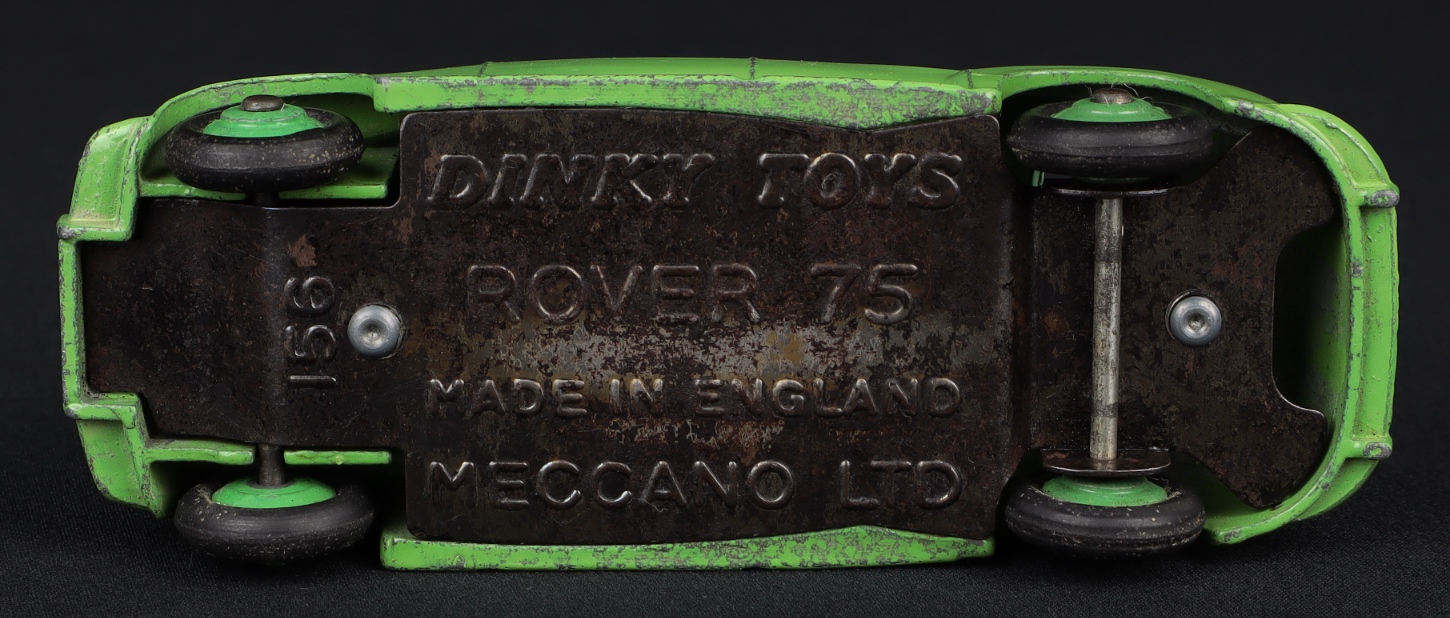 DINKY TOYS
ROVER 75
156
MADE IN ENGLAND
MECCANO LTD